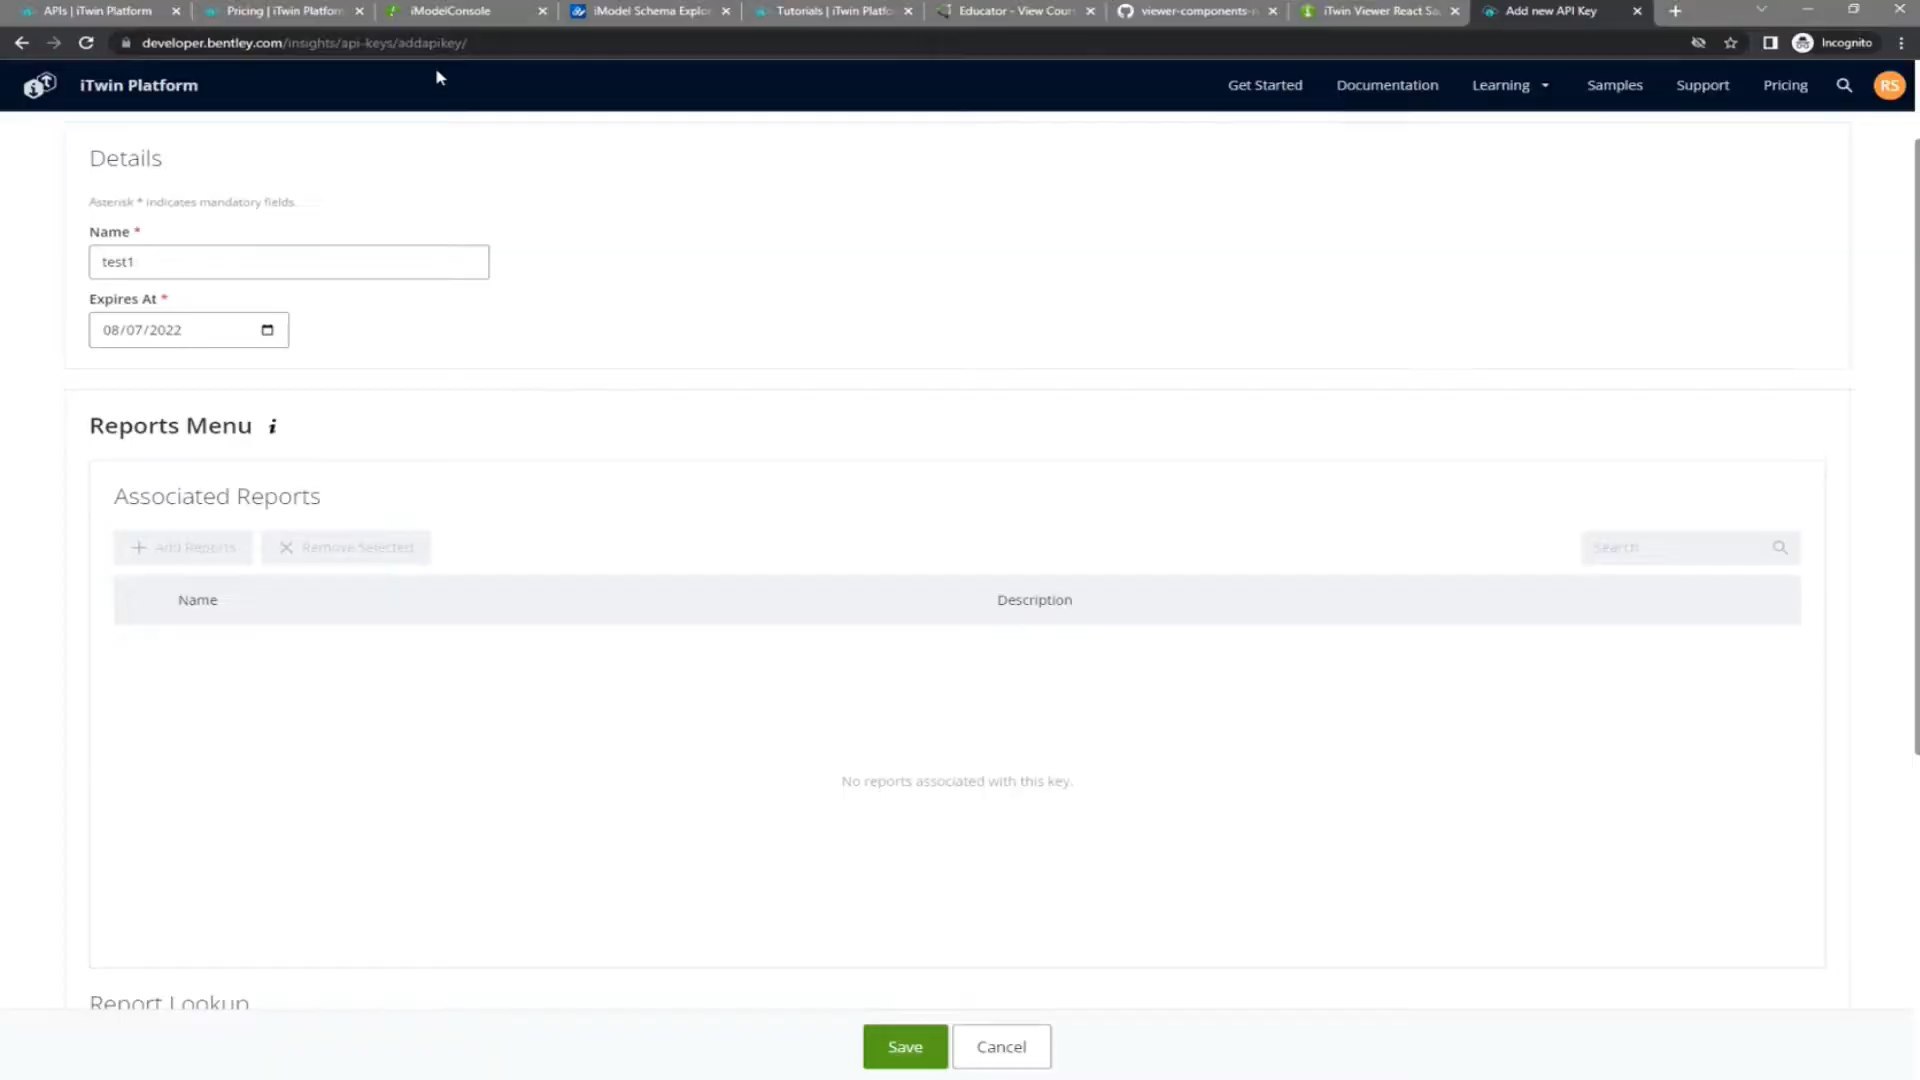 APIs | iTwin Platform
Pricing | iTwin Platform
iModelConsole
iModel Schema Explor
Tutorials | iTwin Platfo
Educator - View Cour
viewer-components-r
iTwin Viewer React Sa
Add new API Key
developer.bentley.com/insights/api-keys/addapikey/
Incognito
iTwin Platform
Get Started
Documentation
Learning
Samples
Support
Pricing
RS
Details
Asterisk * indicates mandatory fields.
Name *
test1
Expires At *
08/07/2022
Reports Menu i
Associated Reports
+ Add Reports
Remove Selected
Search
Name
Description
No reports associated with this key.
Report Lookup
Save
Cancel